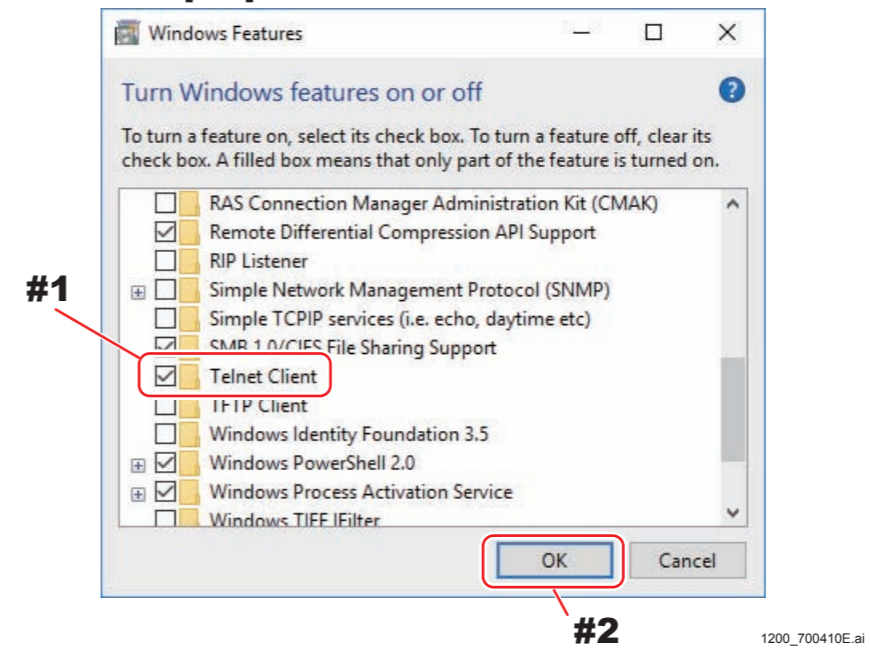 Windows Features
Turn Windows features on or off
To turn a feature on, select its check box. To turn a feature off, clear its
check box. A filled box means that only part of the feature is turned on.
RAS Connection Manager Administration Kit (CMAK)
Remote Differential Compression API Support
RIP Listener
#1
Simple Network Management Protocol (SNMP)
Simple TCPIP services (i.e. echo, daytime etc)
SMB 1.0/CIFS File Sharing Support
Telnet Client
TFTP Client
Windows Identity Foundation 3.5
Windows PowerShell 2.0
Windows Process Activation Service
Windows TIFF IFilter
OK Cancel
#2
1200_700410E.ai